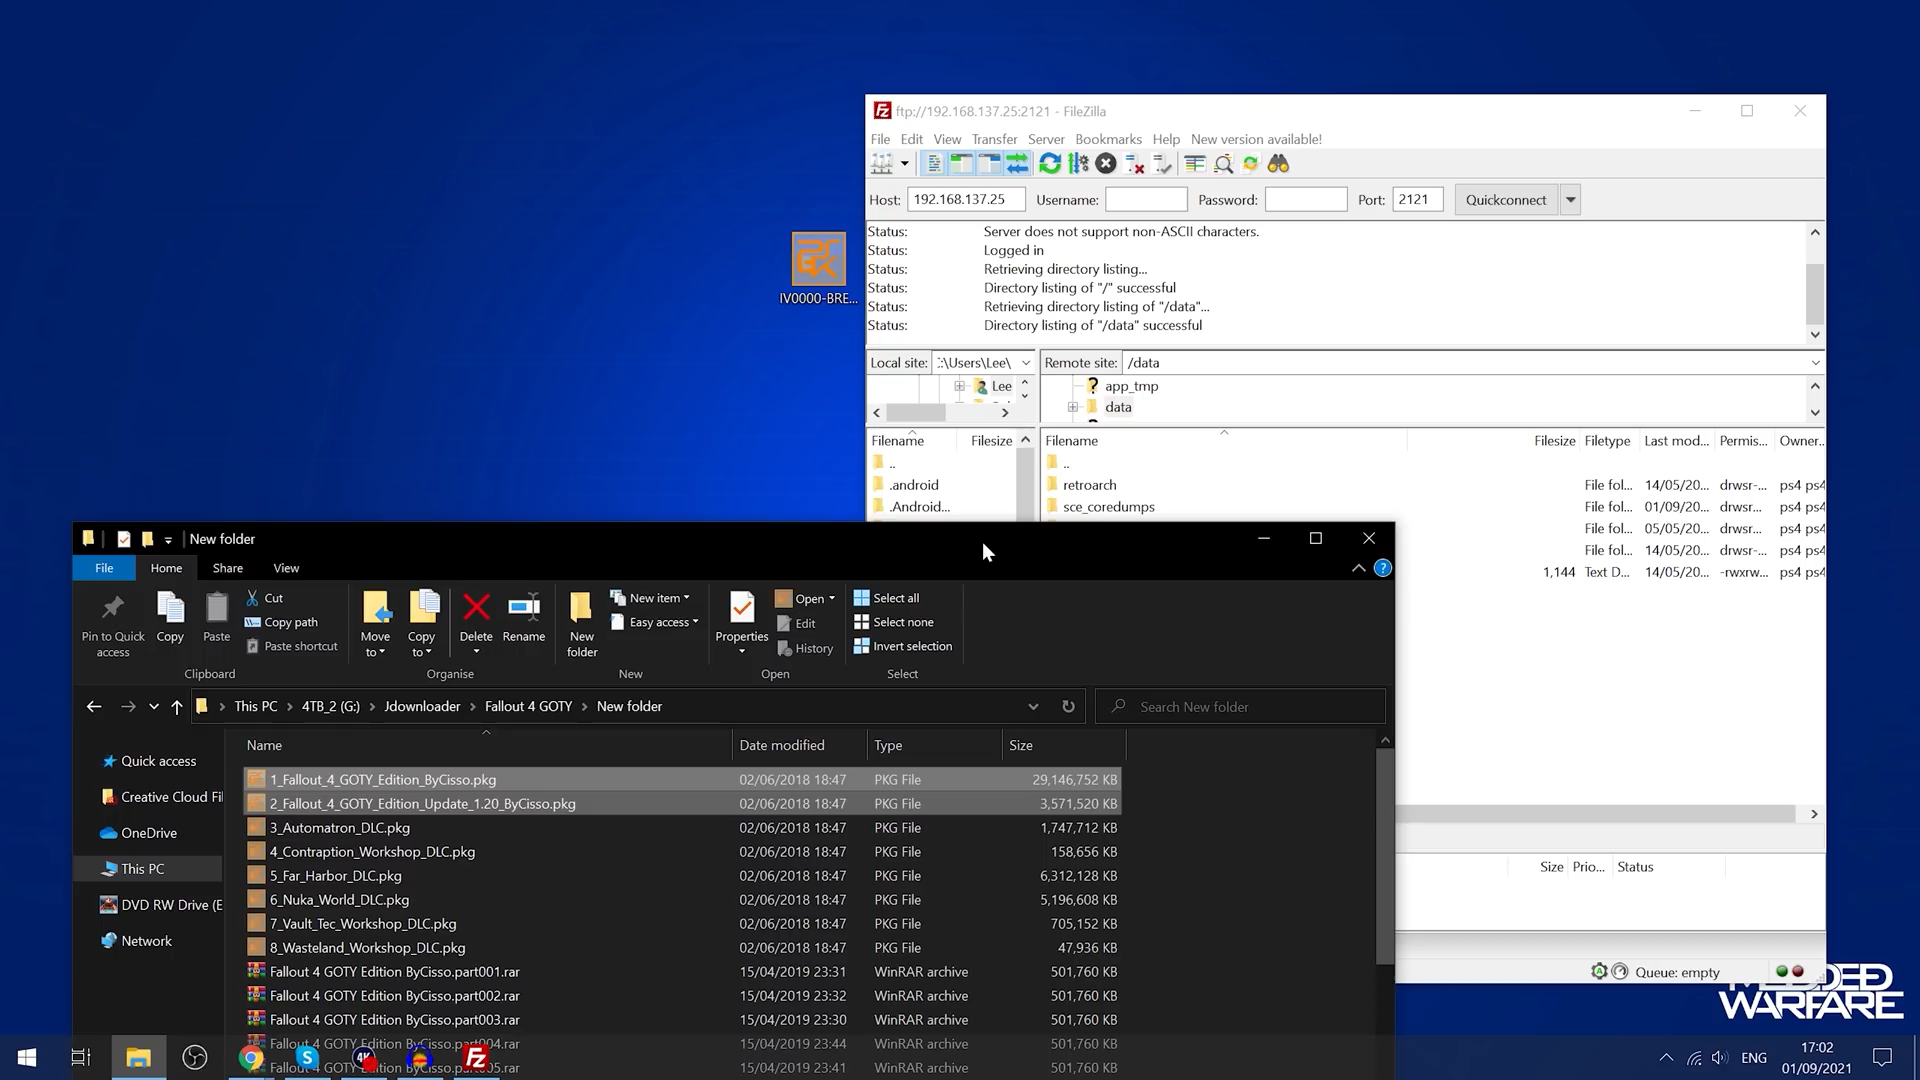 ftp://192.168.137.25:2121 - FileZilla
File Edit View Transfer Server Bookmarks Help New version available!
Host: 192.168.137.25 Username: Password: Port: 2121 Quickconnect
Status: Server does not support non-ASCII characters.
Status: Logged in
Status: Retrieving directory listing...
Status: Directory listing of "/" successful
Status: Retrieving directory listing of "/data"...
Status: Directory listing of "/data" successful
IV0000-BRE...
Local site: :\Users\Lee\ Remote site: /data
Lee
app_tmp
data
Filename Filesize Filename Filesize Filetype Last mod... Permis... Owner...
.. ..
.android retroarch File fol... 14/05/20... drwsr-... ps4 ps4
.Android... sce_coredumps File fol... 01/09/20... drwsr... ps4 ps4
File fol... 05/05/20... drwsr... ps4 ps4
File fol... 14/05/20... drwsr-... ps4 ps4
1,144 Text D... 14/05/20... -rwxrw... ps4 ps4
Size Prio... Status
Queue: empty
New folder
File Home Share View
Pin to Quick access
Copy
Paste
Cut
Copy path
Paste shortcut
Clipboard
Move to
Copy to
Delete
Rename
Organise
New folder
New item
Easy access
New
Properties
Open
Edit
History
Open
Select all
Select none
Invert selection
Select
This PC > 4TB_2 (G:) > Jdownloader > Fallout 4 GOTY > New folder
Search New folder
Quick access
Creative Cloud Fil
OneDrive
This PC
DVD RW Drive (E
Network
Name Date modified Type Size
1_Fallout_4_GOTY_Edition_ByCisso.pkg 02/06/2018 18:47 PKG File 29,146,752 KB
2_Fallout_4_GOTY_Edition_Update_1.20_ByCisso.pkg 02/06/2018 18:47 PKG File 3,571,520 KB
3_Automatron_DLC.pkg 02/06/2018 18:47 PKG File 1,747,712 KB
4_Contraption_Workshop_DLC.pkg 02/06/2018 18:47 PKG File 158,656 KB
5_Far_Harbor_DLC.pkg 02/06/2018 18:47 PKG File 6,312,128 KB
6_Nuka_World_DLC.pkg 02/06/2018 18:47 PKG File 5,196,608 KB
7_Vault_Tec_Workshop_DLC.pkg 02/06/2018 18:47 PKG File 705,152 KB
8_Wasteland_Workshop_DLC.pkg 02/06/2018 18:47 PKG File 47,936 KB
Fallout 4 GOTY Edition ByCisso.part001.rar 15/04/2019 23:31 WinRAR archive 501,760 KB
Fallout 4 GOTY Edition ByCisso.part002.rar 15/04/2019 23:32 WinRAR archive 501,760 KB
Fallout 4 GOTY Edition ByCisso.part003.rar 15/04/2019 23:30 WinRAR archive 501,760 KB
Fallout 4 GOTY Edition ByCisso.part004.rar 15/04/2019 23:44 WinRAR archive 501,760 KB
15/04/2019 23:41 WinRAR archive 501,760 KB
WARFARE
ENG
17:02
01/09/2021